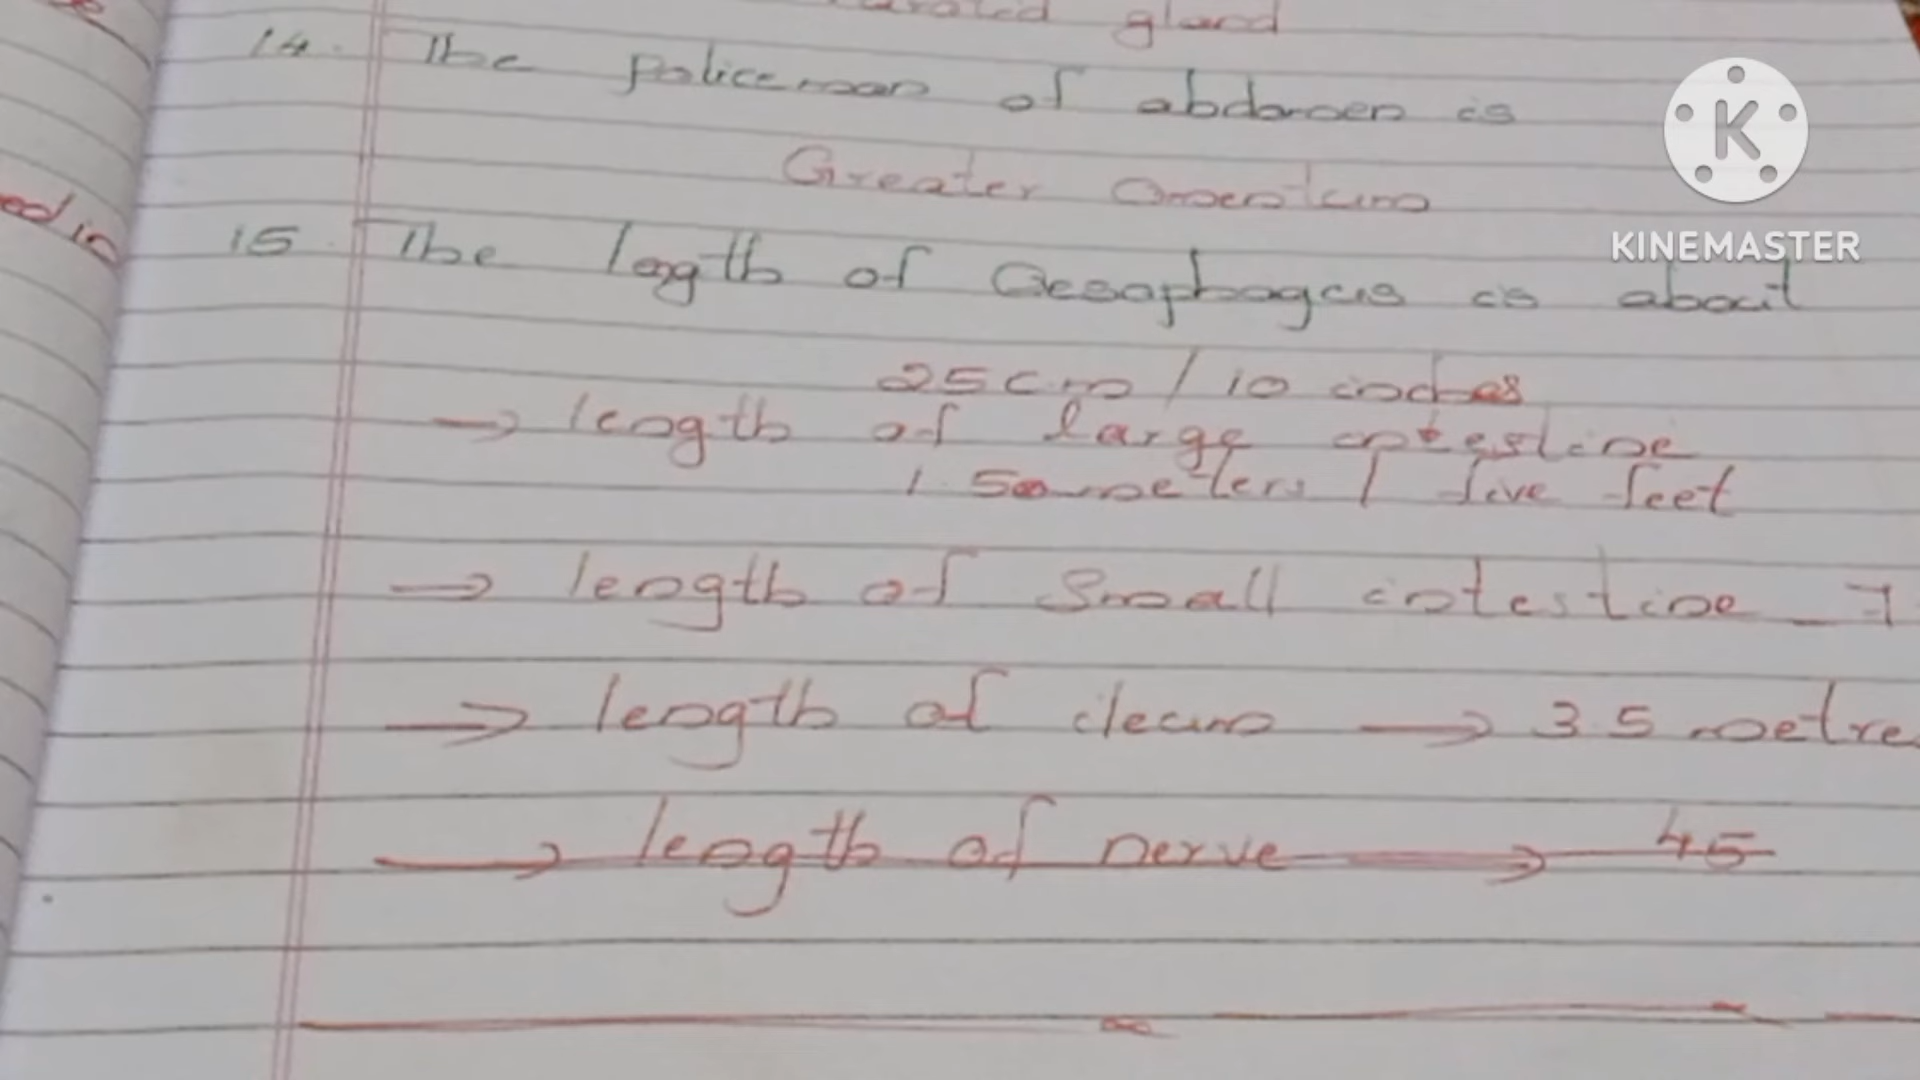 gland
14. The policeman of abdomen is
Greater Omentum
15 The length of Oesophagus is about
25cm / 10 inches
→ length of large intestine
1.5 meters / five feet
→ length of Small intestine - 7
→ length of ileum → 3.5 metre
→ length of nerve → 45
KINEMASTER